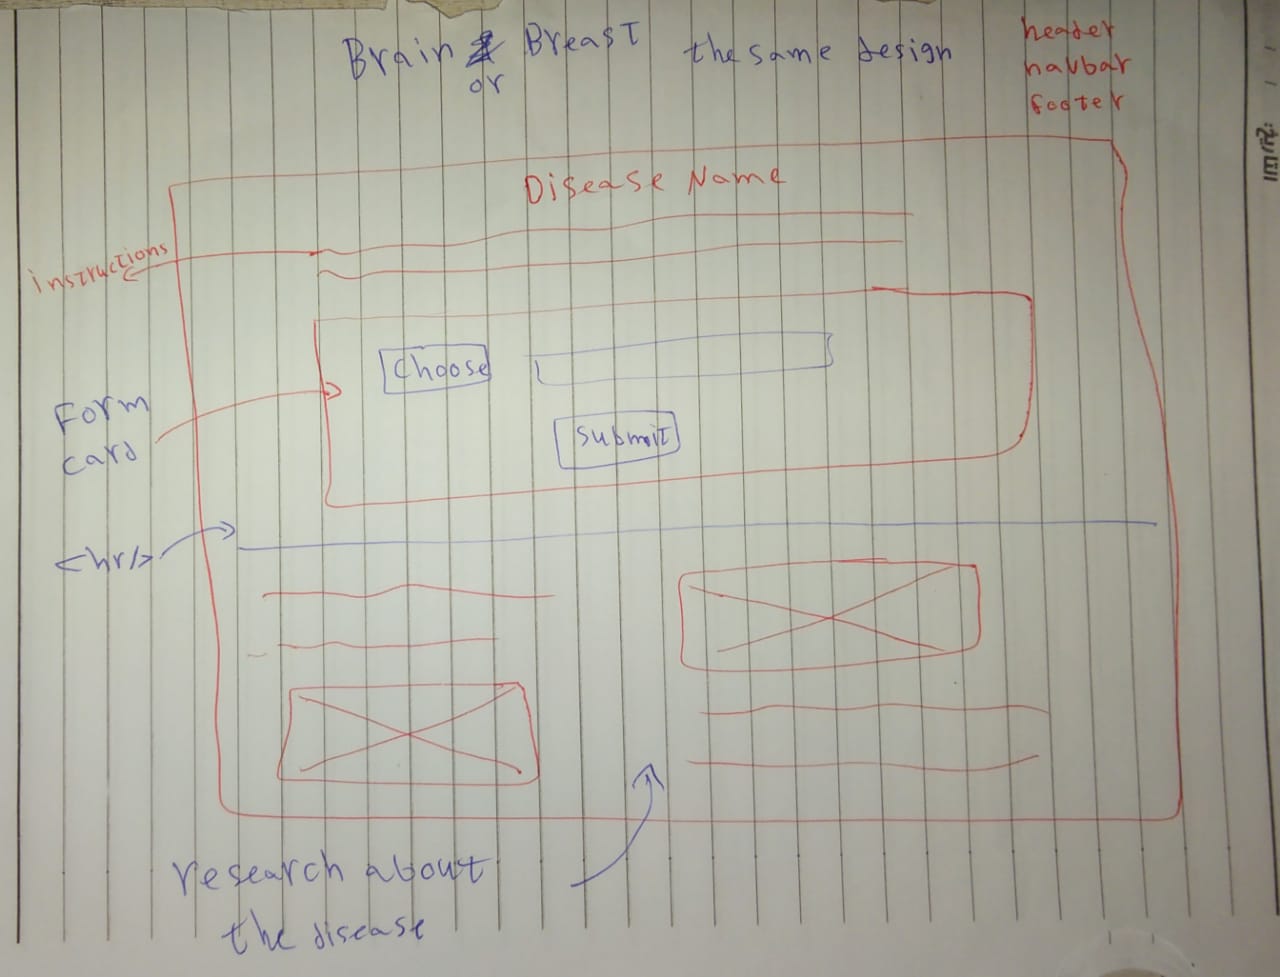 Brain or Breast the same design
header
navbar
footer
التاريخ:
Disease Name
instructions
choose
Form
card
submit
<hr/>
research about
the disease